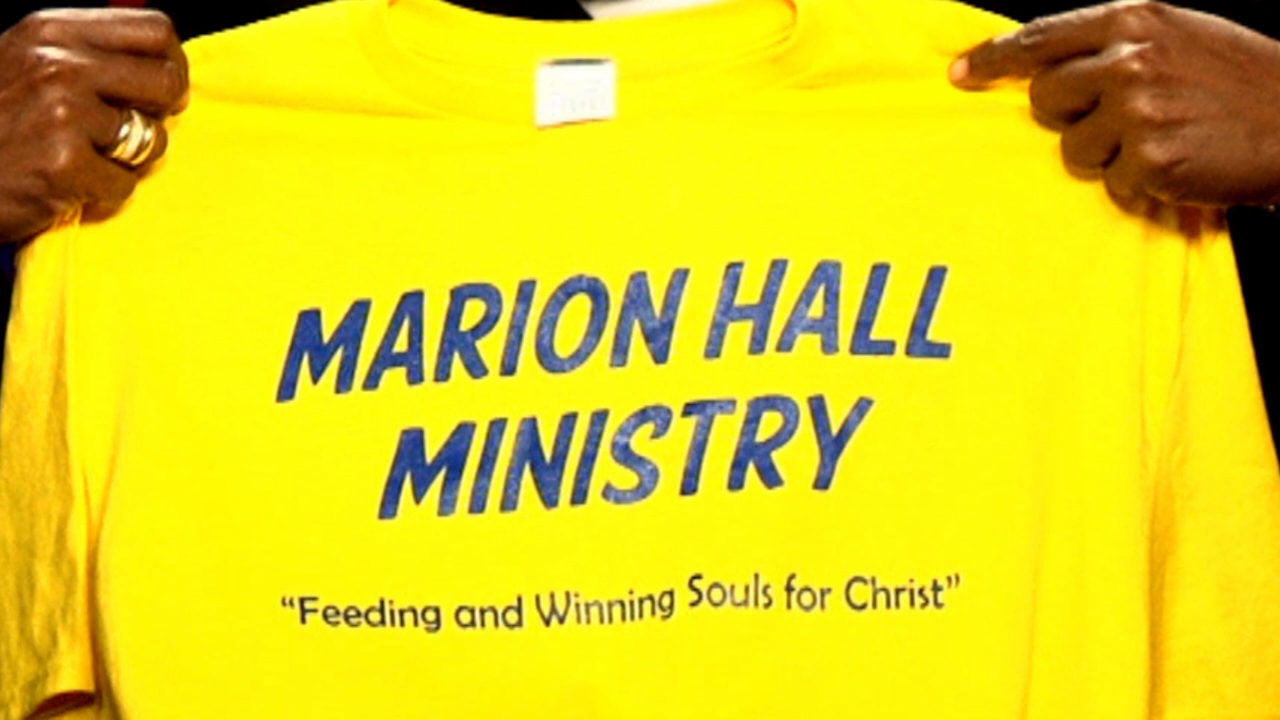 MARION HALL
MINISTRY
“Feeding and Winning Souls for Christ”